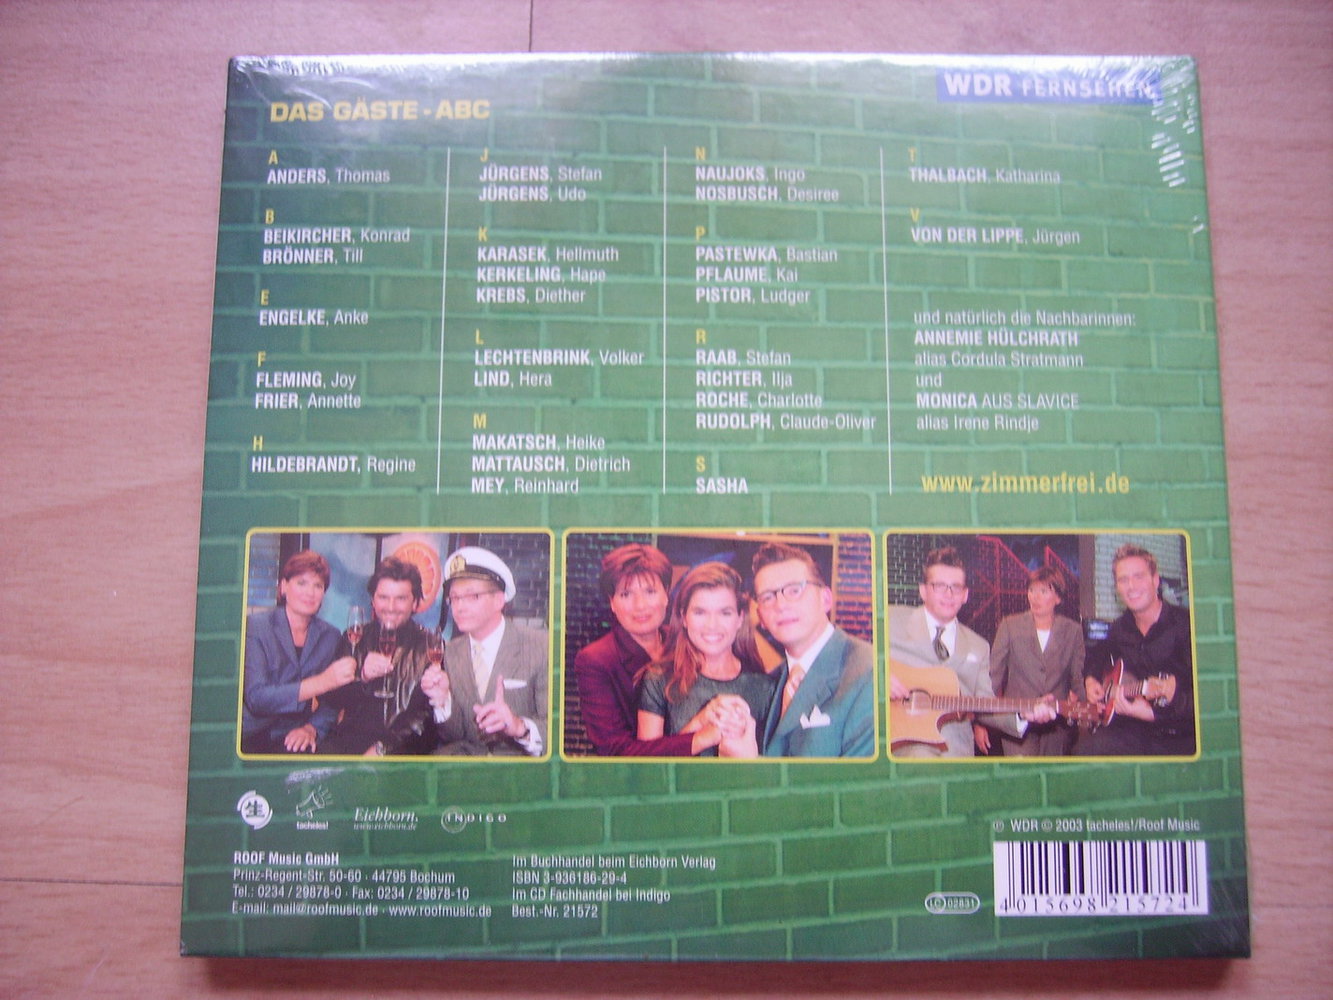 WDR FERNSEHEN
DAS GÄSTE - ABC
A
ANDERS, Thomas
B
BEIKIRCHER, Konrad
BRÖNNER, Till
E
ENGELKE, Anke
F
FLEMING, Joy
FRIER, Annette
H
HILDEBRANDT, Regine
J
JÜRGENS, Stefan
JÜRGENS, Udo
K
KARASEK, Hellmuth
KERKELING, Hape
KREBS, Diether
L
LECHTENBRINK, Volker
LIND, Hera
M
MAKATSCH, Heike
MATTAUSCH, Dietrich
MEY, Reinhard
N
NAUJOKS, Ingo
NOSBUSCH, Desiree
P
PASTEWKA, Bastian
PFLAUME, Kai
PISTOR, Ludger
R
RAAB, Stefan
RICHTER, Ilja
ROCHE, Charlotte
RUDOLPH, Claude-Oliver
S
SASHA
T
THALBACH, Katharina
V
VON DER LIPPE, Jürgen
und natürlich die Nachbarinnen:
ANNEMIE HÜLCHRATH
alias Cordula Stratmann
und
MONICA AUS SLAVICE
alias Irene Rindje
www.zimmerfrei.de
生
tacheles!
Eichborn.
www.eichborn.de
INDIGO
ROOF Music GmbH
Prinz-Regent-Str. 50-60 · 44795 Bochum
Tel.: 0234 / 29878-0 · Fax: 0234 / 29878-10
E-mail: mail@roofmusic.de · www.roofmusic.de
Im Buchhandel beim Eichborn Verlag
ISBN 3-936186-29-4
Im CD Fachhandel bei Indigo
Best.-Nr. 21572
℗ WDR © 2003 tacheles!/Roof Music
LC 02831
4 015698 215724